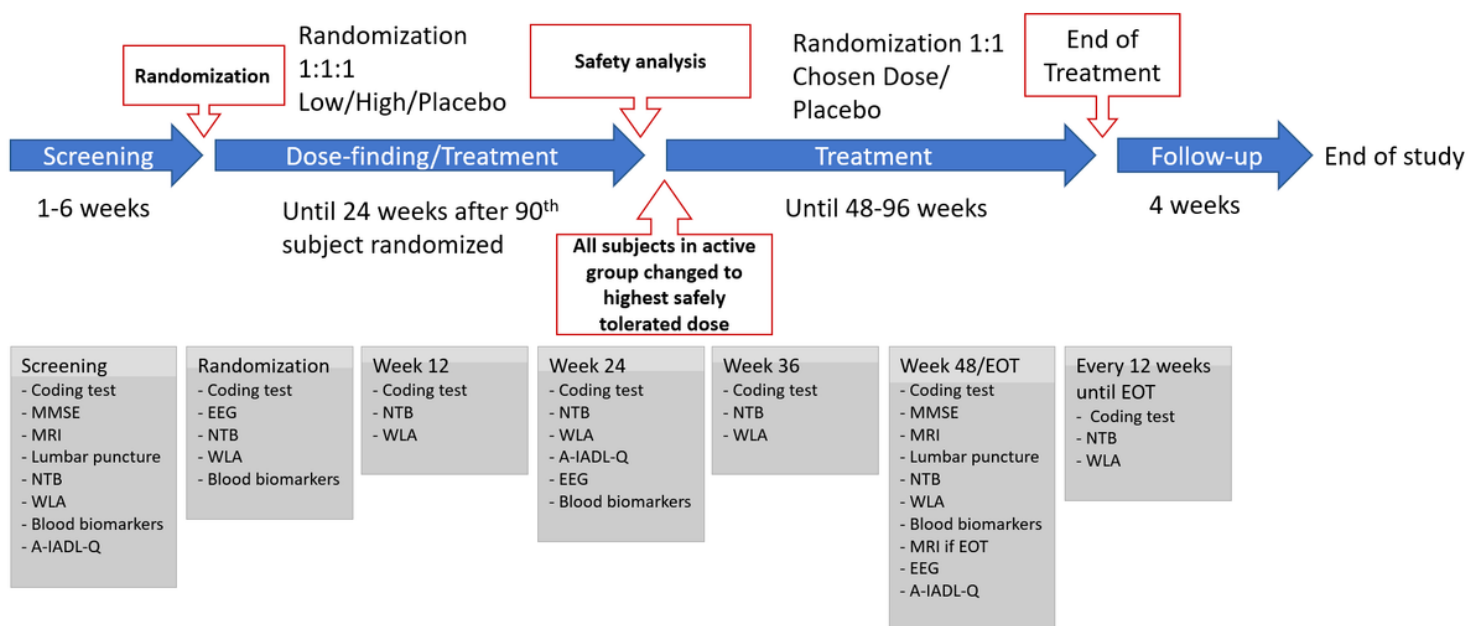 Randomization
Randomization
1:1:1
Low/High/Placebo
Safety analysis
Randomization 1:1
Chosen Dose/
Placebo
End of
Treatment
Screening
Dose-finding/Treatment
Treatment
Follow-up
End of study
1-6 weeks
Until 24 weeks after 90th
subject randomized
All subjects in active
group changed to
highest safely
tolerated dose
Until 48-96 weeks
4 weeks
Screening
- Coding test
- MMSE
- MRI
- Lumbar puncture
- NTB
- WLA
- Blood biomarkers
- A-IADL-Q
Randomization
- Coding test
- EEG
- NTB
- WLA
- Blood biomarkers
Week 12
- Coding test
- NTB
- WLA
Week 24
- Coding test
- NTB
- WLA
- A-IADL-Q
- EEG
- Blood biomarkers
Week 36
- Coding test
- NTB
- WLA
Week 48/EOT
- Coding test
- MMSE
- MRI
- Lumbar puncture
- NTB
- WLA
- Blood biomarkers
- MRI if EOT
- EEG
- A-IADL-Q
Every 12 weeks
until EOT
- Coding test
- NTB
- WLA